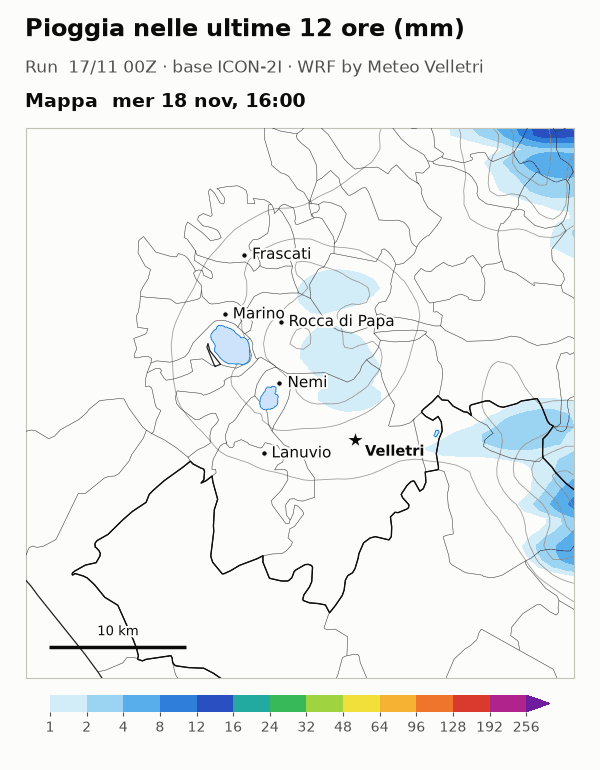 Pioggia nelle ultime 12 ore (mm)
Run  17/11 00Z · base ICON-2I · WRF by Meteo Velletri
Mappa  mer 18 nov, 16:00
Frascati
Marino
Rocca di Papa
Nemi
Velletri
Lanuvio
10 km
1 2 4 8 12 16 24 32 48 64 96 128 192 256